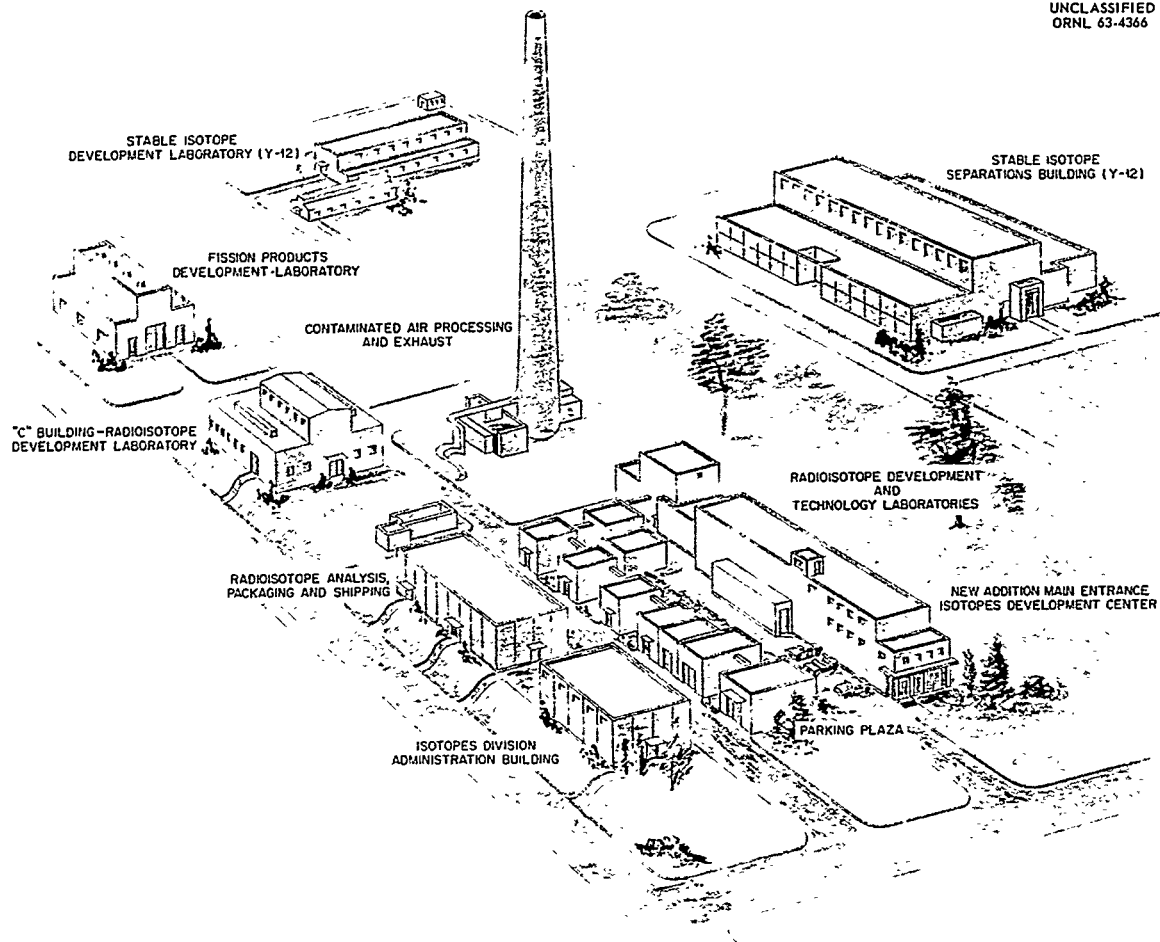 UNCLASSIFIED
ORNL 63-4366
STABLE ISOTOPE
DEVELOPMENT LABORATORY (Y-12)
STABLE ISOTOPE
SEPARATIONS BUILDING (Y-12)
FISSION PRODUCTS
DEVELOPMENT-LABORATORY
CONTAMINATED AIR PROCESSING
AND EXHAUST
"C" BUILDING-RADIOISOTOPE
DEVELOPMENT LABORATORY
RADIOISOTOPE DEVELOPMENT
AND
TECHNOLOGY LABORATORIES
RADIOISOTOPE ANALYSIS,
PACKAGING AND SHIPPING
NEW ADDITION MAIN ENTRANCE
ISOTOPES DEVELOPMENT CENTER
PARKING PLAZA
ISOTOPES DIVISION
ADMINISTRATION BUILDING